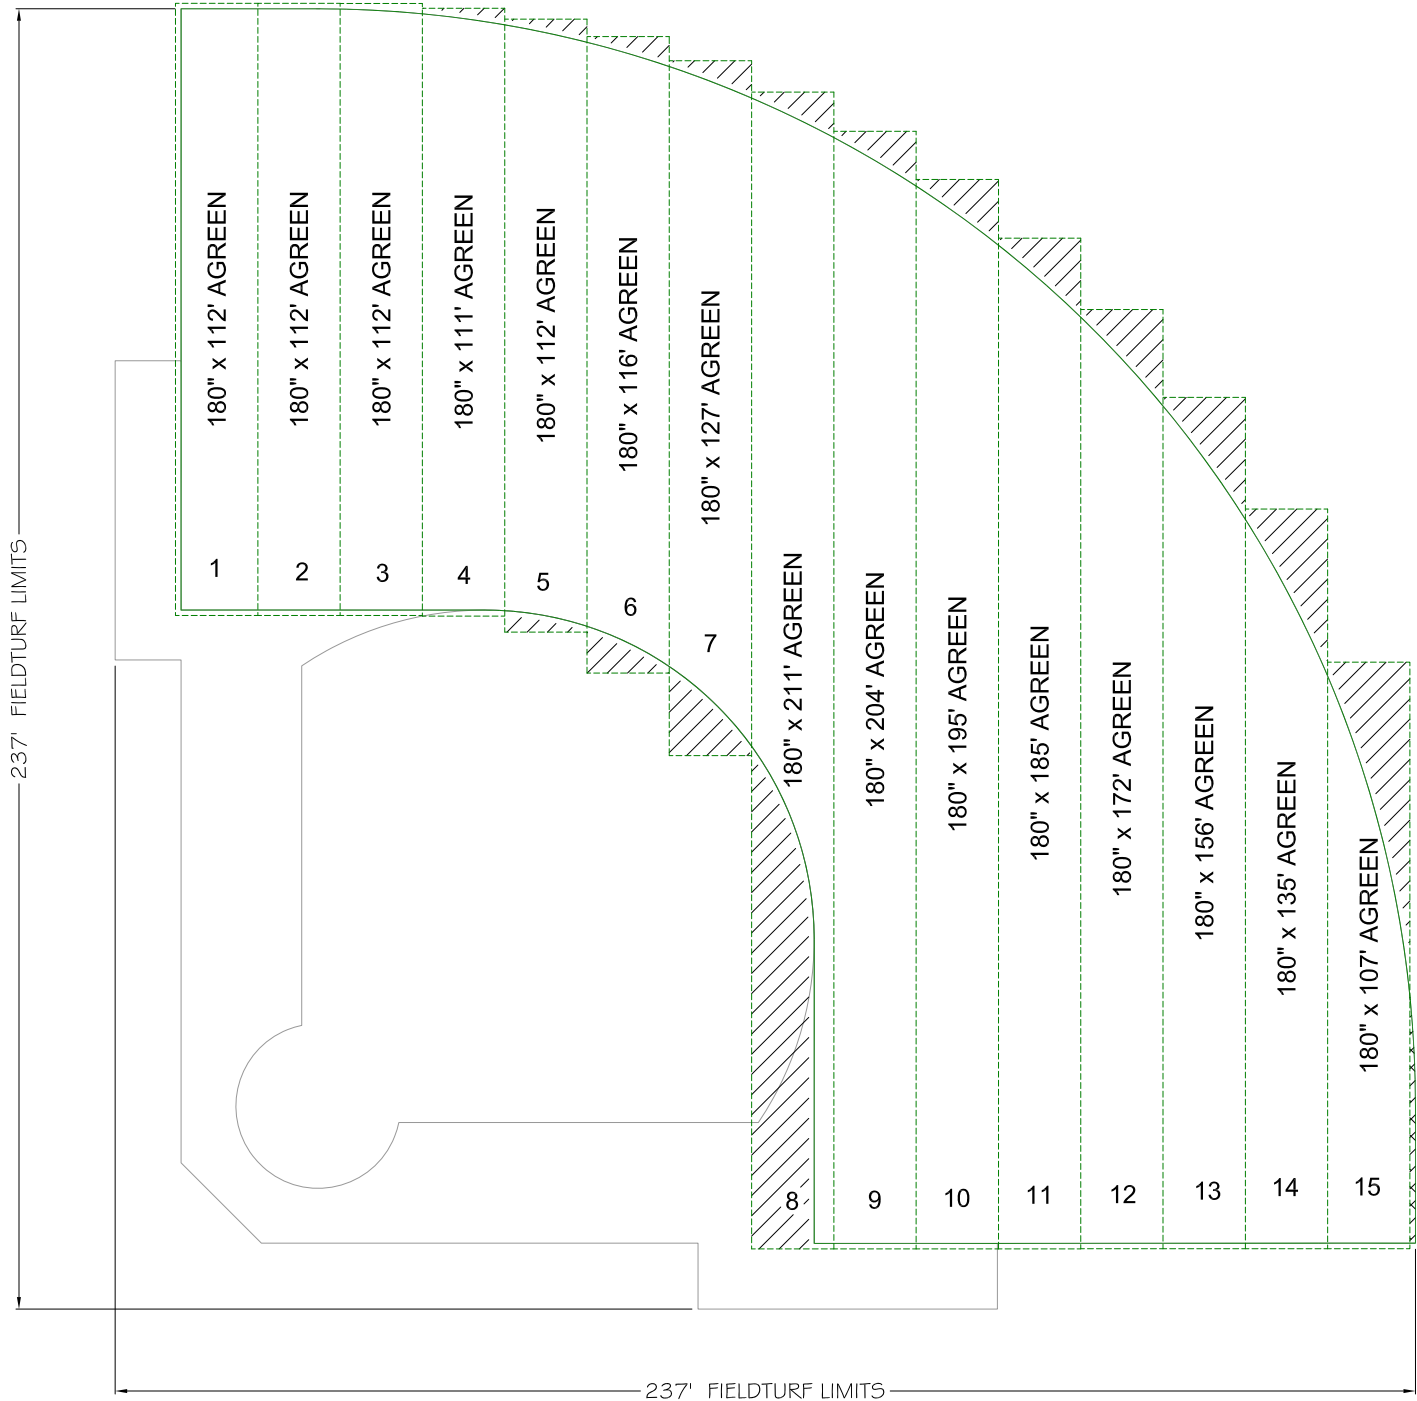 180" x 112' AGREEN
180" x 112' AGREEN
180" x 112' AGREEN
180" x 111' AGREEN
180" x 112' AGREEN
180" x 116' AGREEN
180" x 127' AGREEN
180" x 211' AGREEN
180" x 204' AGREEN
180" x 195' AGREEN
180" x 185' AGREEN
180" x 172' AGREEN
180" x 156' AGREEN
180" x 135' AGREEN
180" x 107' AGREEN
1
2
3
4
5
6
7
8
9
10
11
12
13
14
15
237' FIELDTURF LIMITS
237' FIELDTURF LIMITS